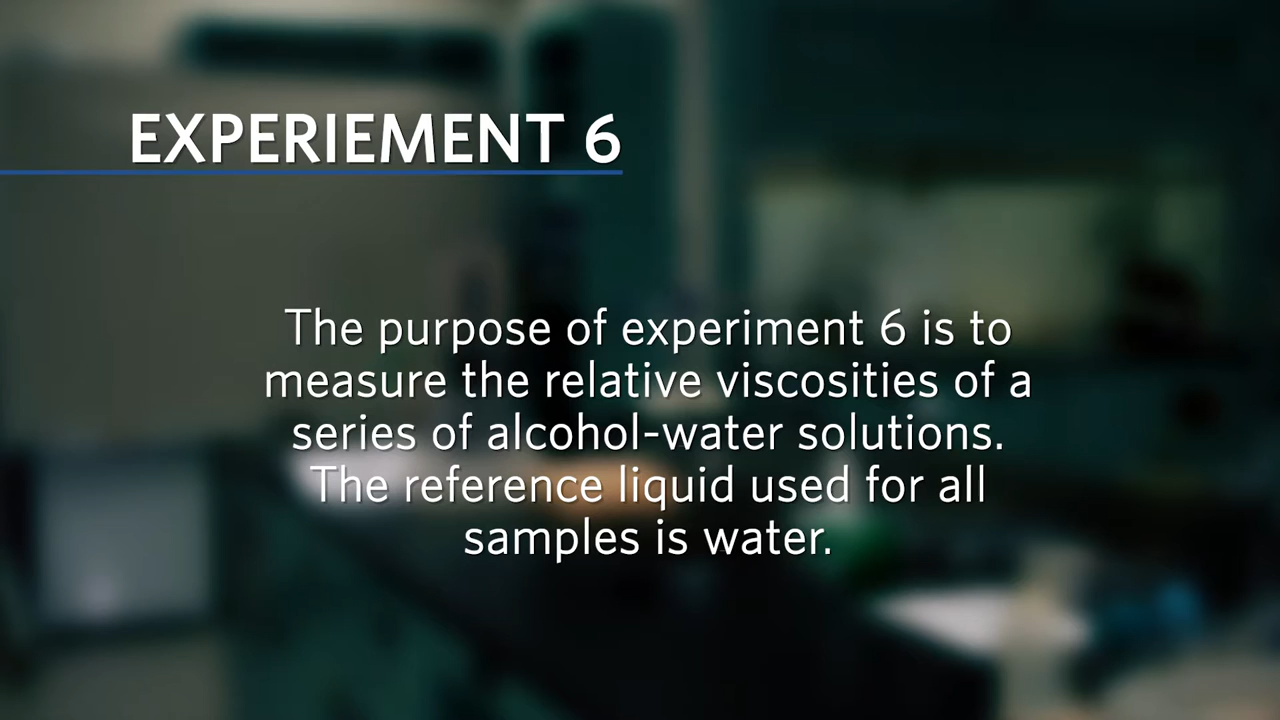 EXPERIEMENT 6
The purpose of experiment 6 is to
measure the relative viscosities of a
series of alcohol-water solutions.
The reference liquid used for all
samples is water.